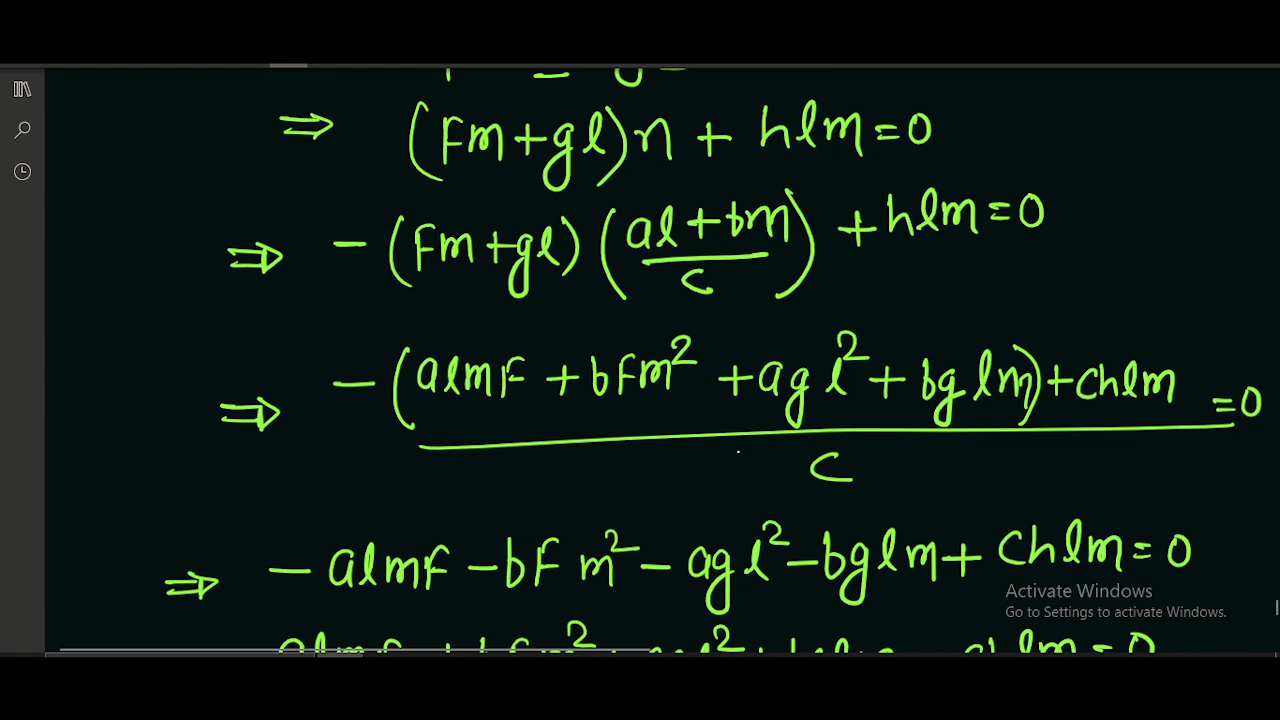 ⇒ (Fm+gl)n + hlm=0
⇒ -(Fm+gl)((al+bm)/c) + hlm=0
⇒ (-(almF + bFm² + agl² + bglm) + chlm)/c =0
⇒ - almF - bFm² - agl² - bglm + chlm = 0
Activate Windows
Go to Settings to activate Windows.